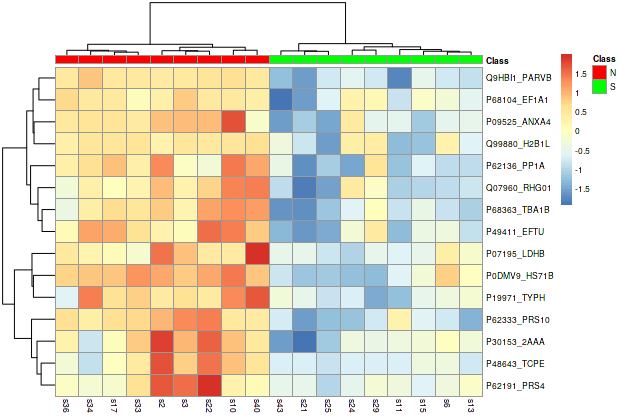 Class
Q9HBI1_PARVB
P68104_EF1A1
P09525_ANXA4
Q99880_H2B1L
P62136_PP1A
Q07960_RHG01
P68363_TBA1B
P49411_EFTU
P07195_LDHB
P0DMV9_HS71B
P19971_TYPH
P62333_PRS10
P30153_2AAA
P48643_TCPE
P62191_PRS4
s36 s34 s17 s33 s2 s3 s22 s10 s40 s43 s21 s25 s24 s29 s11 s15 s6 s13
1.5
1
0.5
0
-0.5
-1
-1.5
Class
N
S